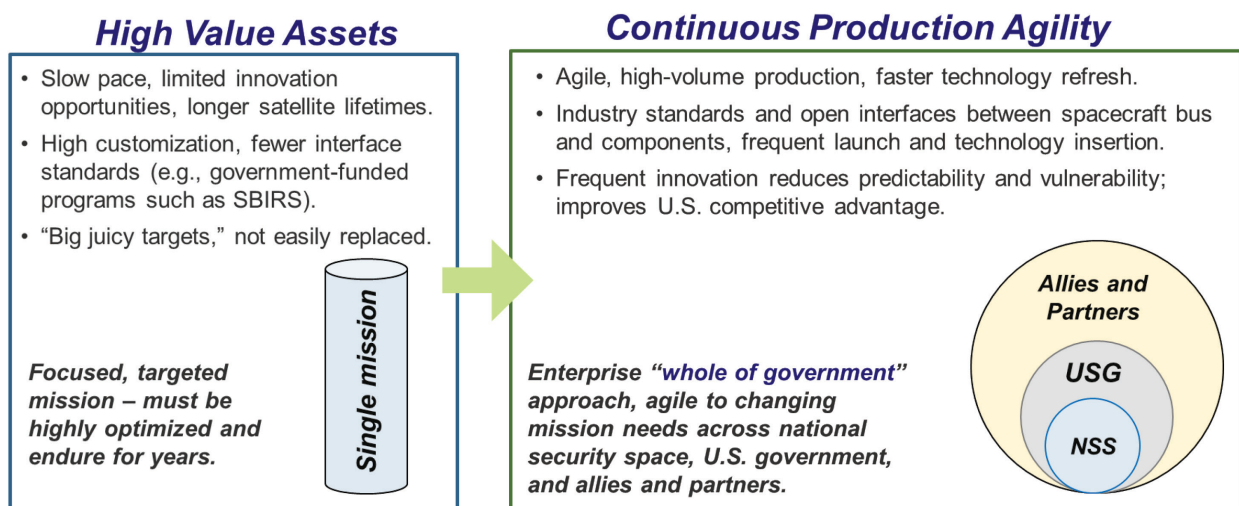 High Value Assets
• Slow pace, limited innovation
opportunities, longer satellite lifetimes.
• High customization, fewer interface
standards (e.g., government-funded
programs such as SBIRS).
• “Big juicy targets,” not easily replaced.
Focused, targeted
mission – must be
highly optimized and
endure for years.
Single mission
Continuous Production Agility
• Agile, high-volume production, faster technology refresh.
• Industry standards and open interfaces between spacecraft bus
and components, frequent launch and technology insertion.
• Frequent innovation reduces predictability and vulnerability;
improves U.S. competitive advantage.
Enterprise “whole of government”
approach, agile to changing
mission needs across national
security space, U.S. government,
and allies and partners.
Allies and
Partners
USG
NSS